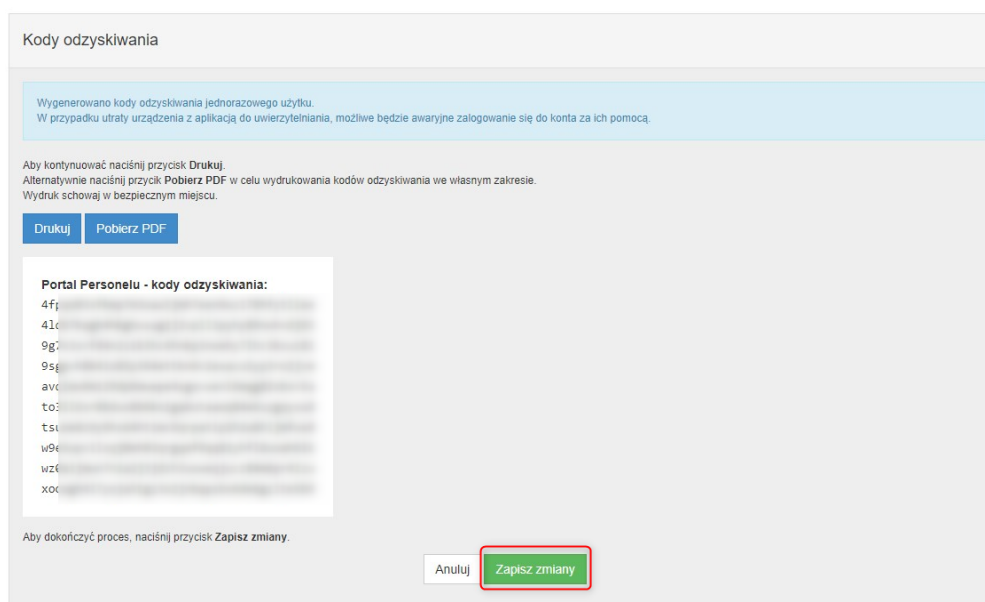 Kody odzyskiwania
Wygenerowano kody odzyskiwania jednorazowego użytku.
W przypadku utraty urządzenia z aplikacją do uwierzytelniania, możliwe będzie awaryjne zalogowanie się do konta za ich pomocą.
Aby kontynuować naciśnij przycisk Drukuj.
Alternatywnie naciśnij przycik Pobierz PDF w celu wydrukowania kodów odzyskiwania we własnym zakresie.
Wydruk schowaj w bezpiecznym miejscu.
Drukuj Pobierz PDF
Portal Personelu - kody odzyskiwania:
Aby dokończyć proces, naciśnij przycisk Zapisz zmiany.
Anuluj Zapisz zmiany